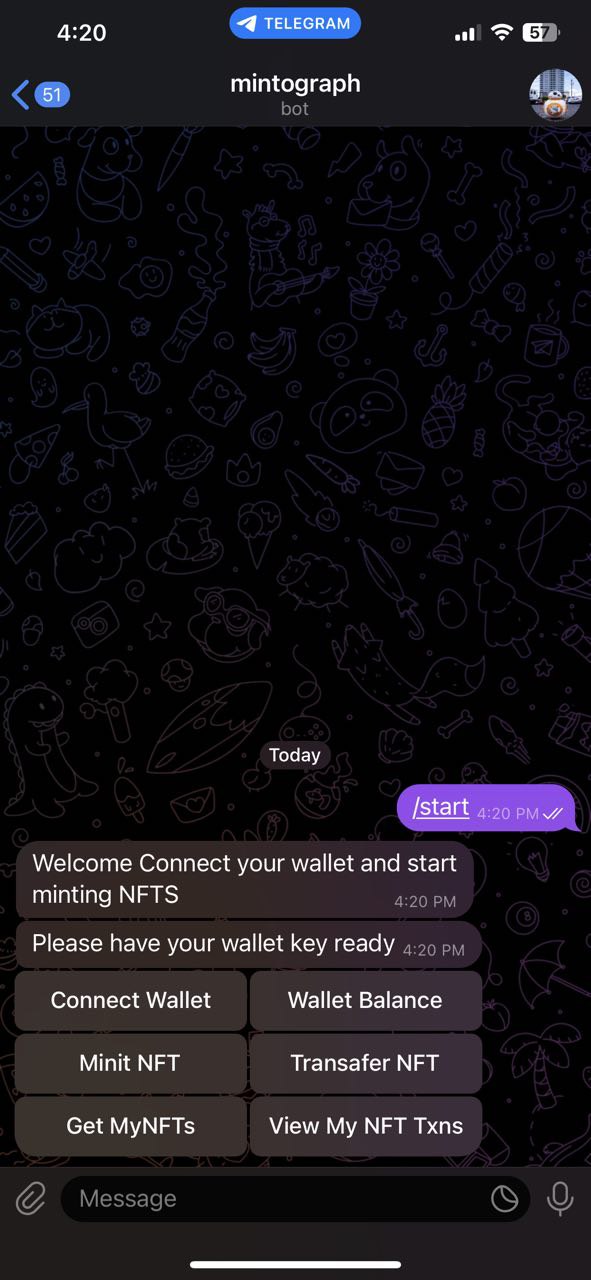 4:20
TELEGRAM
57
51
mintograph
bot
Today
/start 4:20 PM
Welcome Connect your wallet and start
minting NFTS
4:20 PM
Please have your wallet key ready 4:20 PM
Connect Wallet
Wallet Balance
Minit NFT
Transafer NFT
Get MyNFTs
View My NFT Txns
Message